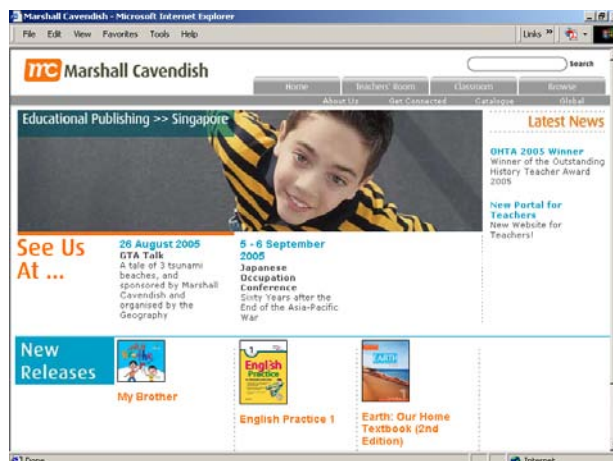 Marshall Cavendish - Microsoft Internet Explorer
File Edit View Favorites Tools Help
Links »
mc Marshall Cavendish
Search
Home Teachers' Room Classroom Browse
About Us Get Connected Catalogue Global
Educational Publishing >> Singapore
Latest News
OHTA 2005 Winner
Winner of the Outstanding
History Teacher Award
2005
New Portal for
Teachers
New Website for
Teachers!
See Us
At ...
26 August 2005
GTA Talk
A tale of 3 tsunami
beaches, and
sponsored by Marshall
Cavendish and
organised by the
Geography
5 - 6 September
2005
Japanese
Occupation
Conference
Sixty Years after the
End of the Asia-Pacific
War
New
Releases
My Brother
1
English
Practice
English Practice 1
EARTH
1
Earth: Our Home
Textbook (2nd
Edition)
Done
Internet